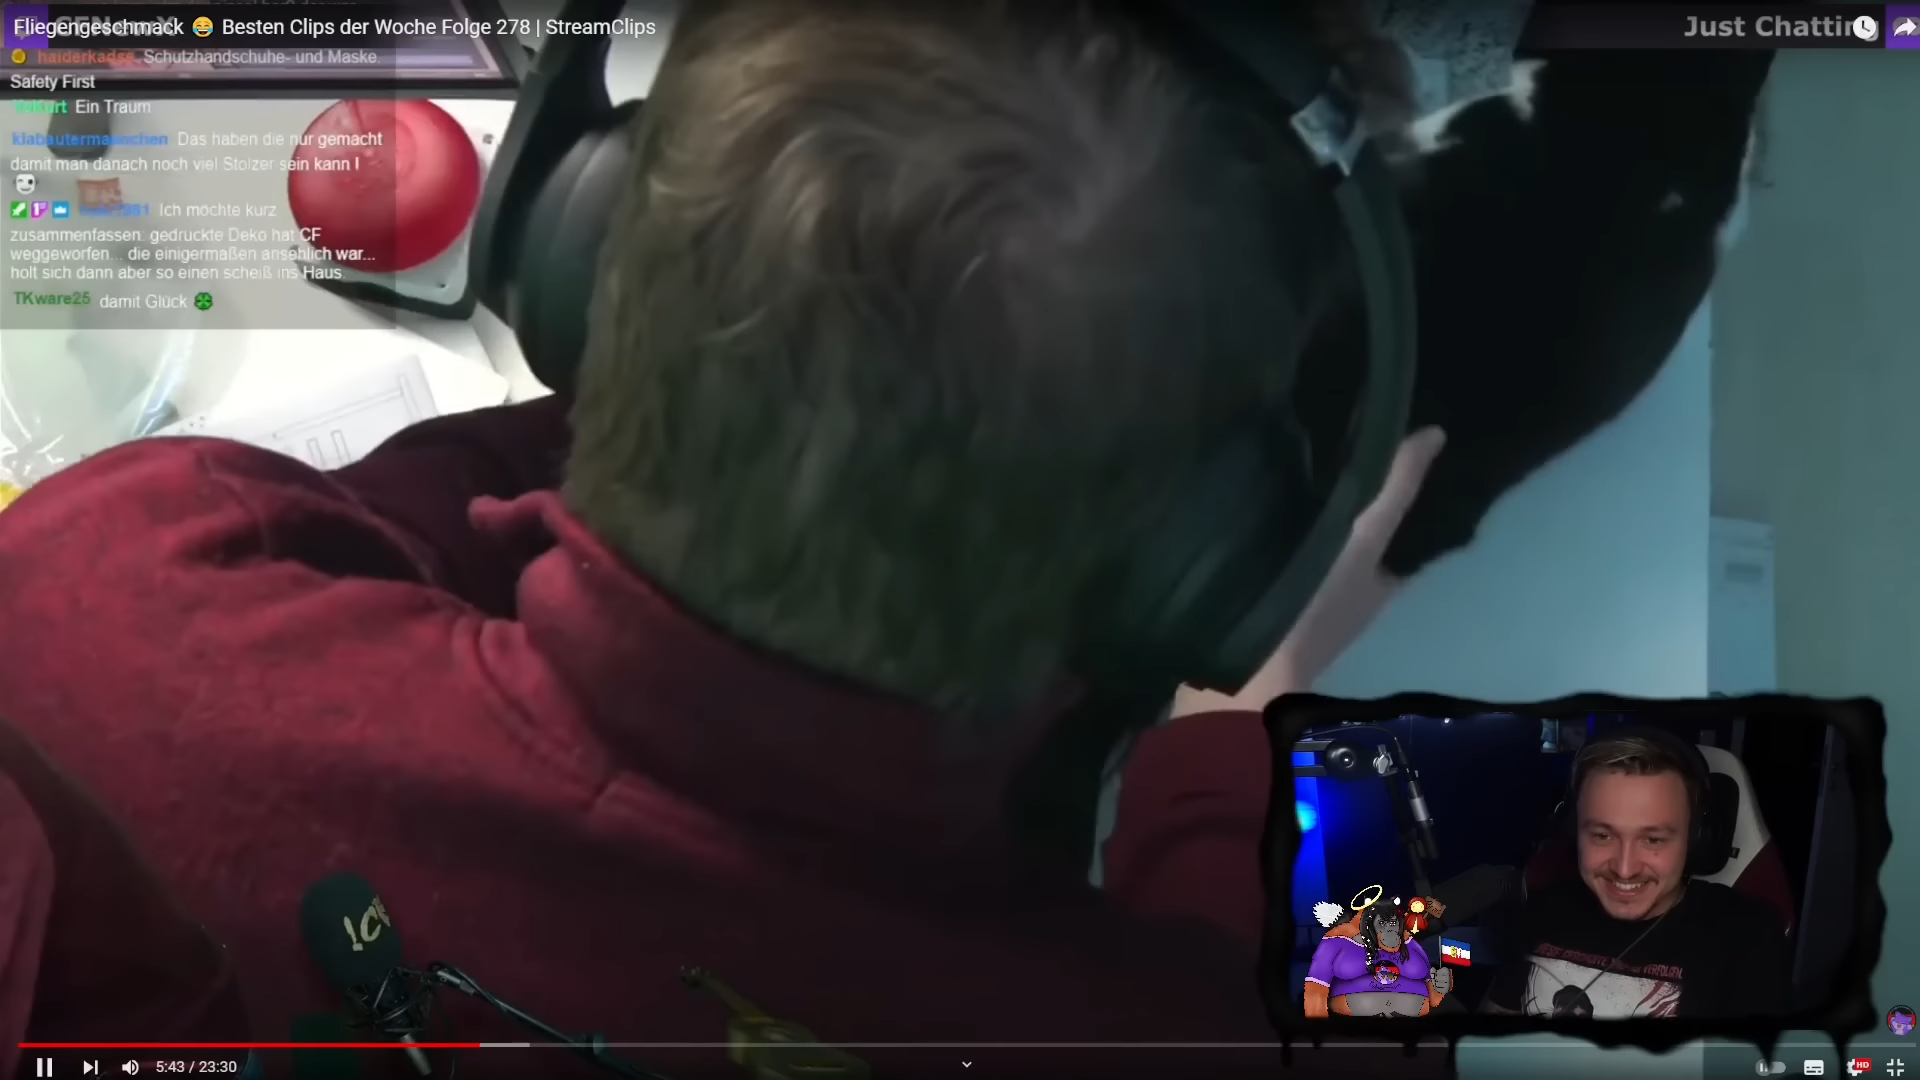 Fliegengeschmack 😂 Besten Clips der Woche Folge 278 | StreamClips
Just Chatting
Schutzhandschuhe- und Maske.
Safety First
Ein Traum
klabautermaennchen Das haben die nur gemacht
damit man danach noch viel Stolzer sein kann !
Ich möchte kurz
zusammenfassen: gedruckte Deko hat CF
weggeworfen... die einigermaßen ansehlich war...
holt sich dann aber so einen scheiß ins Haus.
TKware25 damit Glück 🍀
5:43 / 23:30
HD